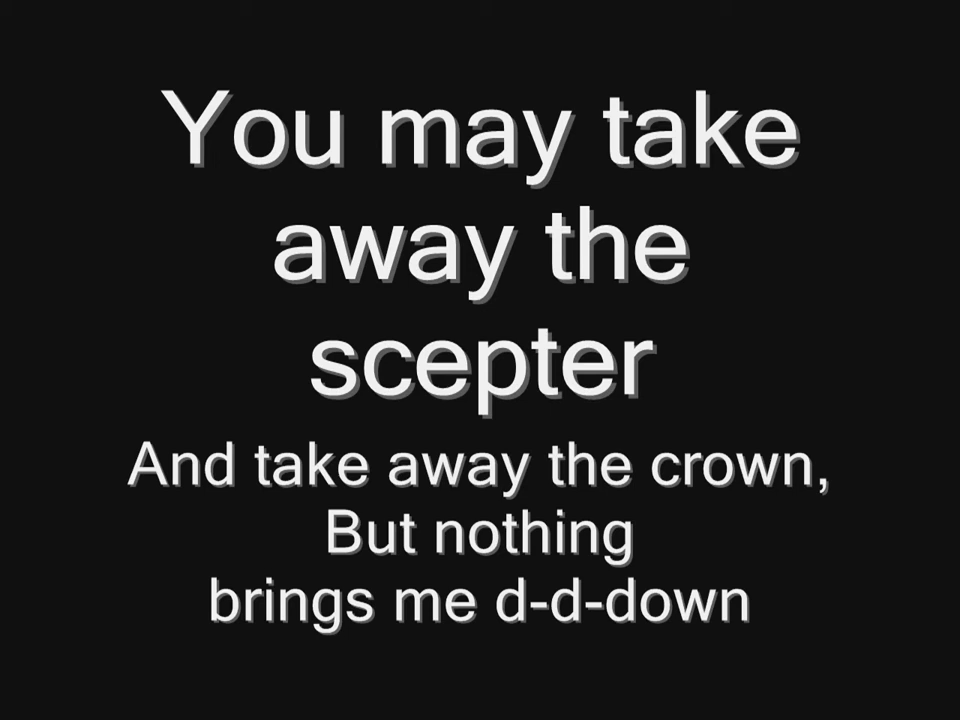 You may take
away the
scepter
And take away the crown,
But nothing
brings me d-d-down